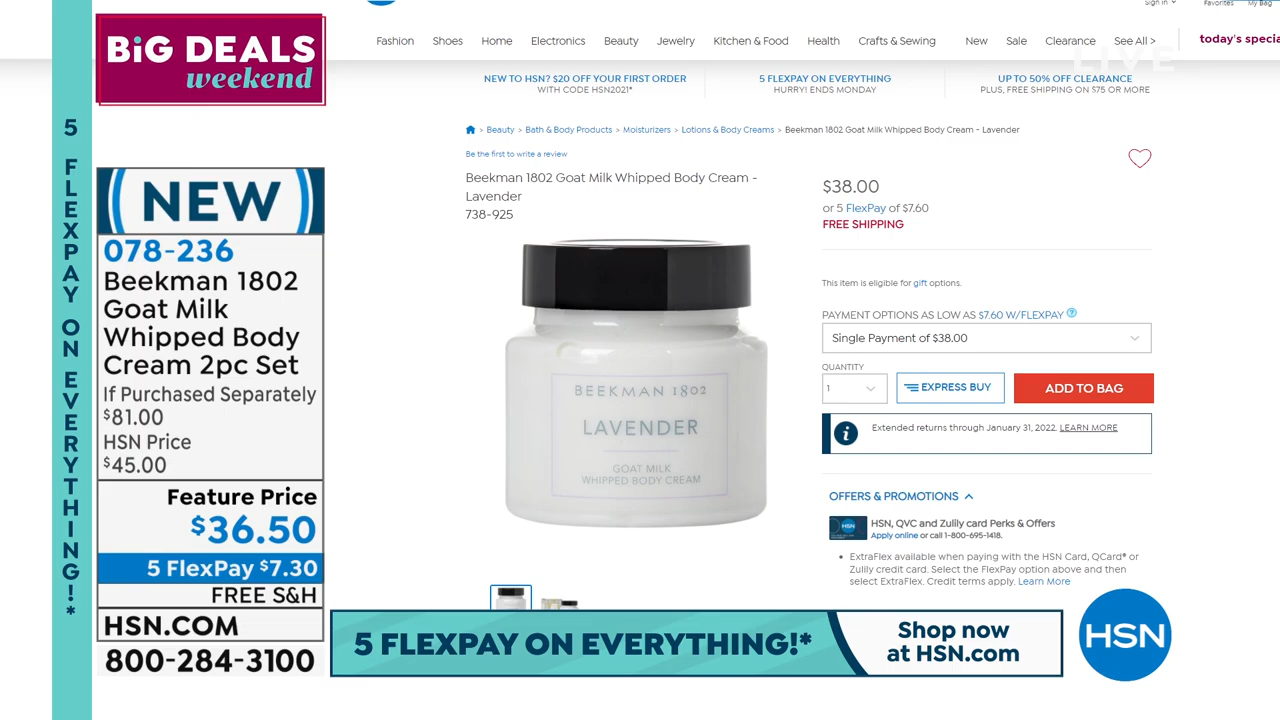 BiG DEALS
weekend
5 FLEXPAY ON EVERYTHING!*
NEW
078-236
Beekman 1802
Goat Milk
Whipped Body
Cream 2pc Set
If Purchased Separately
$81.00
HSN Price
$45.00
Feature Price
$36.50
5 FlexPay $7.30
FREE S&H
HSN.COM
800-284-3100
Sign In
Favorites
My Bag
Fashion
Shoes
Home
Electronics
Beauty
Jewelry
Kitchen & Food
Health
Crafts & Sewing
New
Sale
Clearance
See All >
today's specia
LIVE
NEW TO HSN? $20 OFF YOUR FIRST ORDER
WITH CODE HSN2021*
5 FLEXPAY ON EVERYTHING
HURRY! ENDS MONDAY
UP TO 50% OFF CLEARANCE
PLUS, FREE SHIPPING ON $75 OR MORE
> Beauty > Bath & Body Products > Moisturizers > Lotions & Body Creams > Beekman 1802 Goat Milk Whipped Body Cream - Lavender
Be the first to write a review
Beekman 1802 Goat Milk Whipped Body Cream -
Lavender
738-925
BEEKMAN 1802
LAVENDER
GOAT MILK
WHIPPED BODY CREAM
$38.00
or 5 FlexPay of $7.60
FREE SHIPPING
This item is eligible for gift options.
PAYMENT OPTIONS AS LOW AS $7.60 W/FLEXPAY ?
Single Payment of $38.00
QUANTITY
1
EXPRESS BUY
ADD TO BAG
i
Extended returns through January 31, 2022. LEARN MORE
OFFERS & PROMOTIONS
HSN
HSN, QVC and Zulily card Perks & Offers
Apply online or call 1-800-695-1418.
• ExtraFlex available when paying with the HSN Card, QCard® or
Zulily credit card. Select the FlexPay option above and then
select ExtraFlex. Credit terms apply. Learn More
5 FLEXPAY ON EVERYTHING!*
Shop now
at HSN.com
HSN